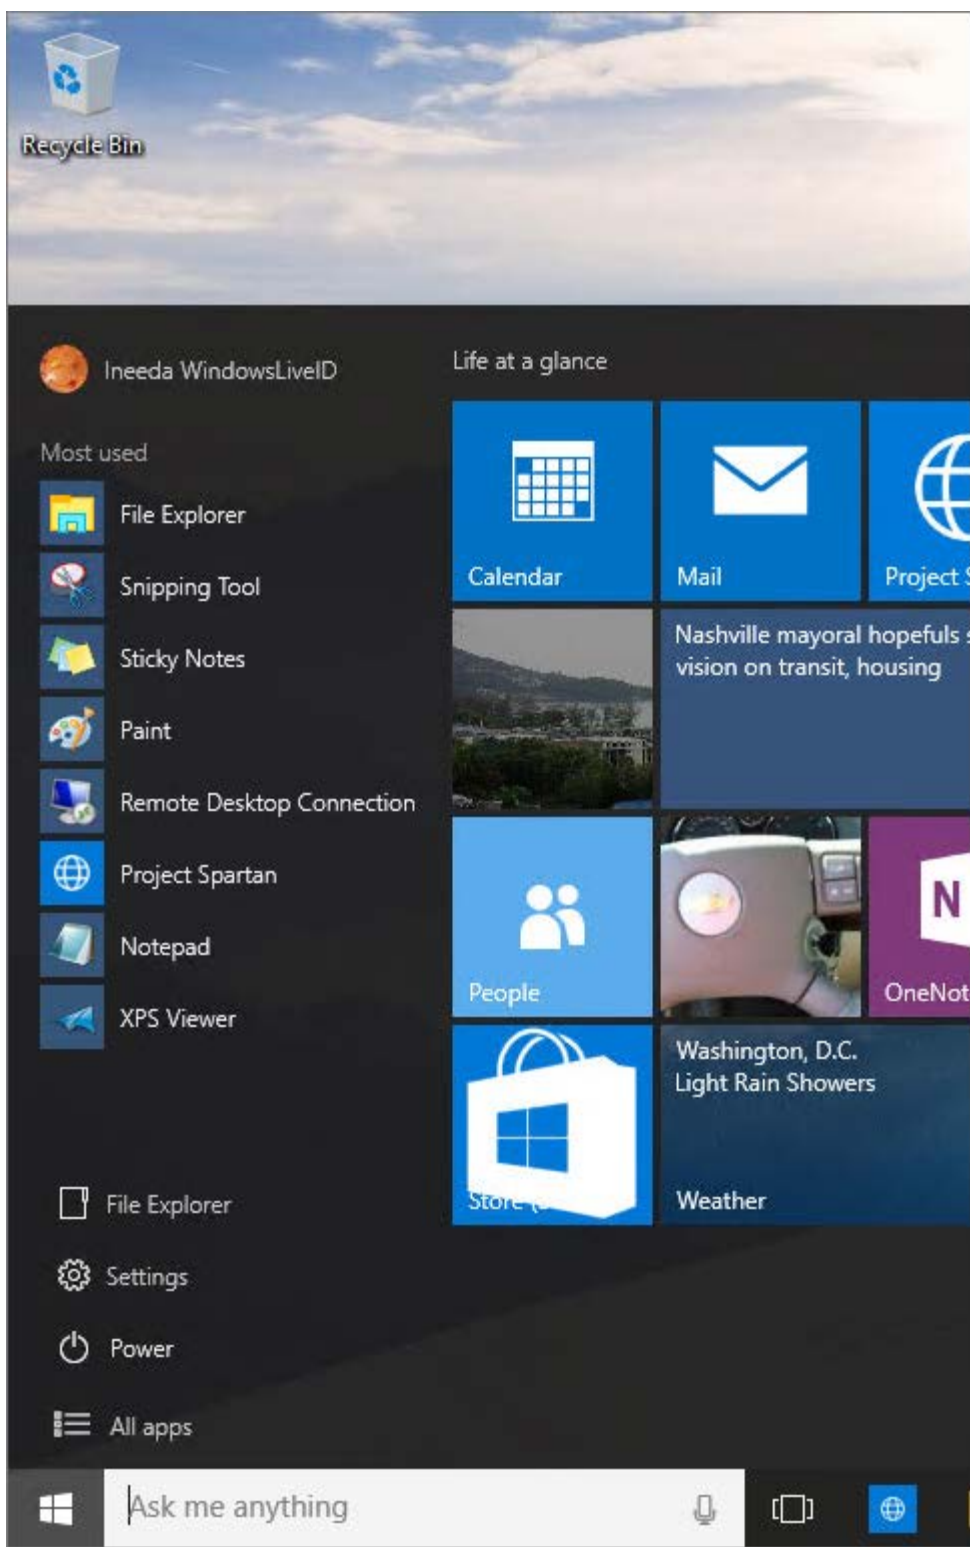 Recycle Bin
Ineeda WindowsLiveID
Most used
File Explorer
Snipping Tool
Sticky Notes
Paint
Remote Desktop Connection
Project Spartan
Notepad
XPS Viewer
File Explorer
Settings
Power
All apps
Life at a glance
Calendar
Mail
Project
Nashville mayoral hopefuls
vision on transit, housing
People
N
OneNot
Washington, D.C.
Light Rain Showers
Store
Weather
Ask me anything